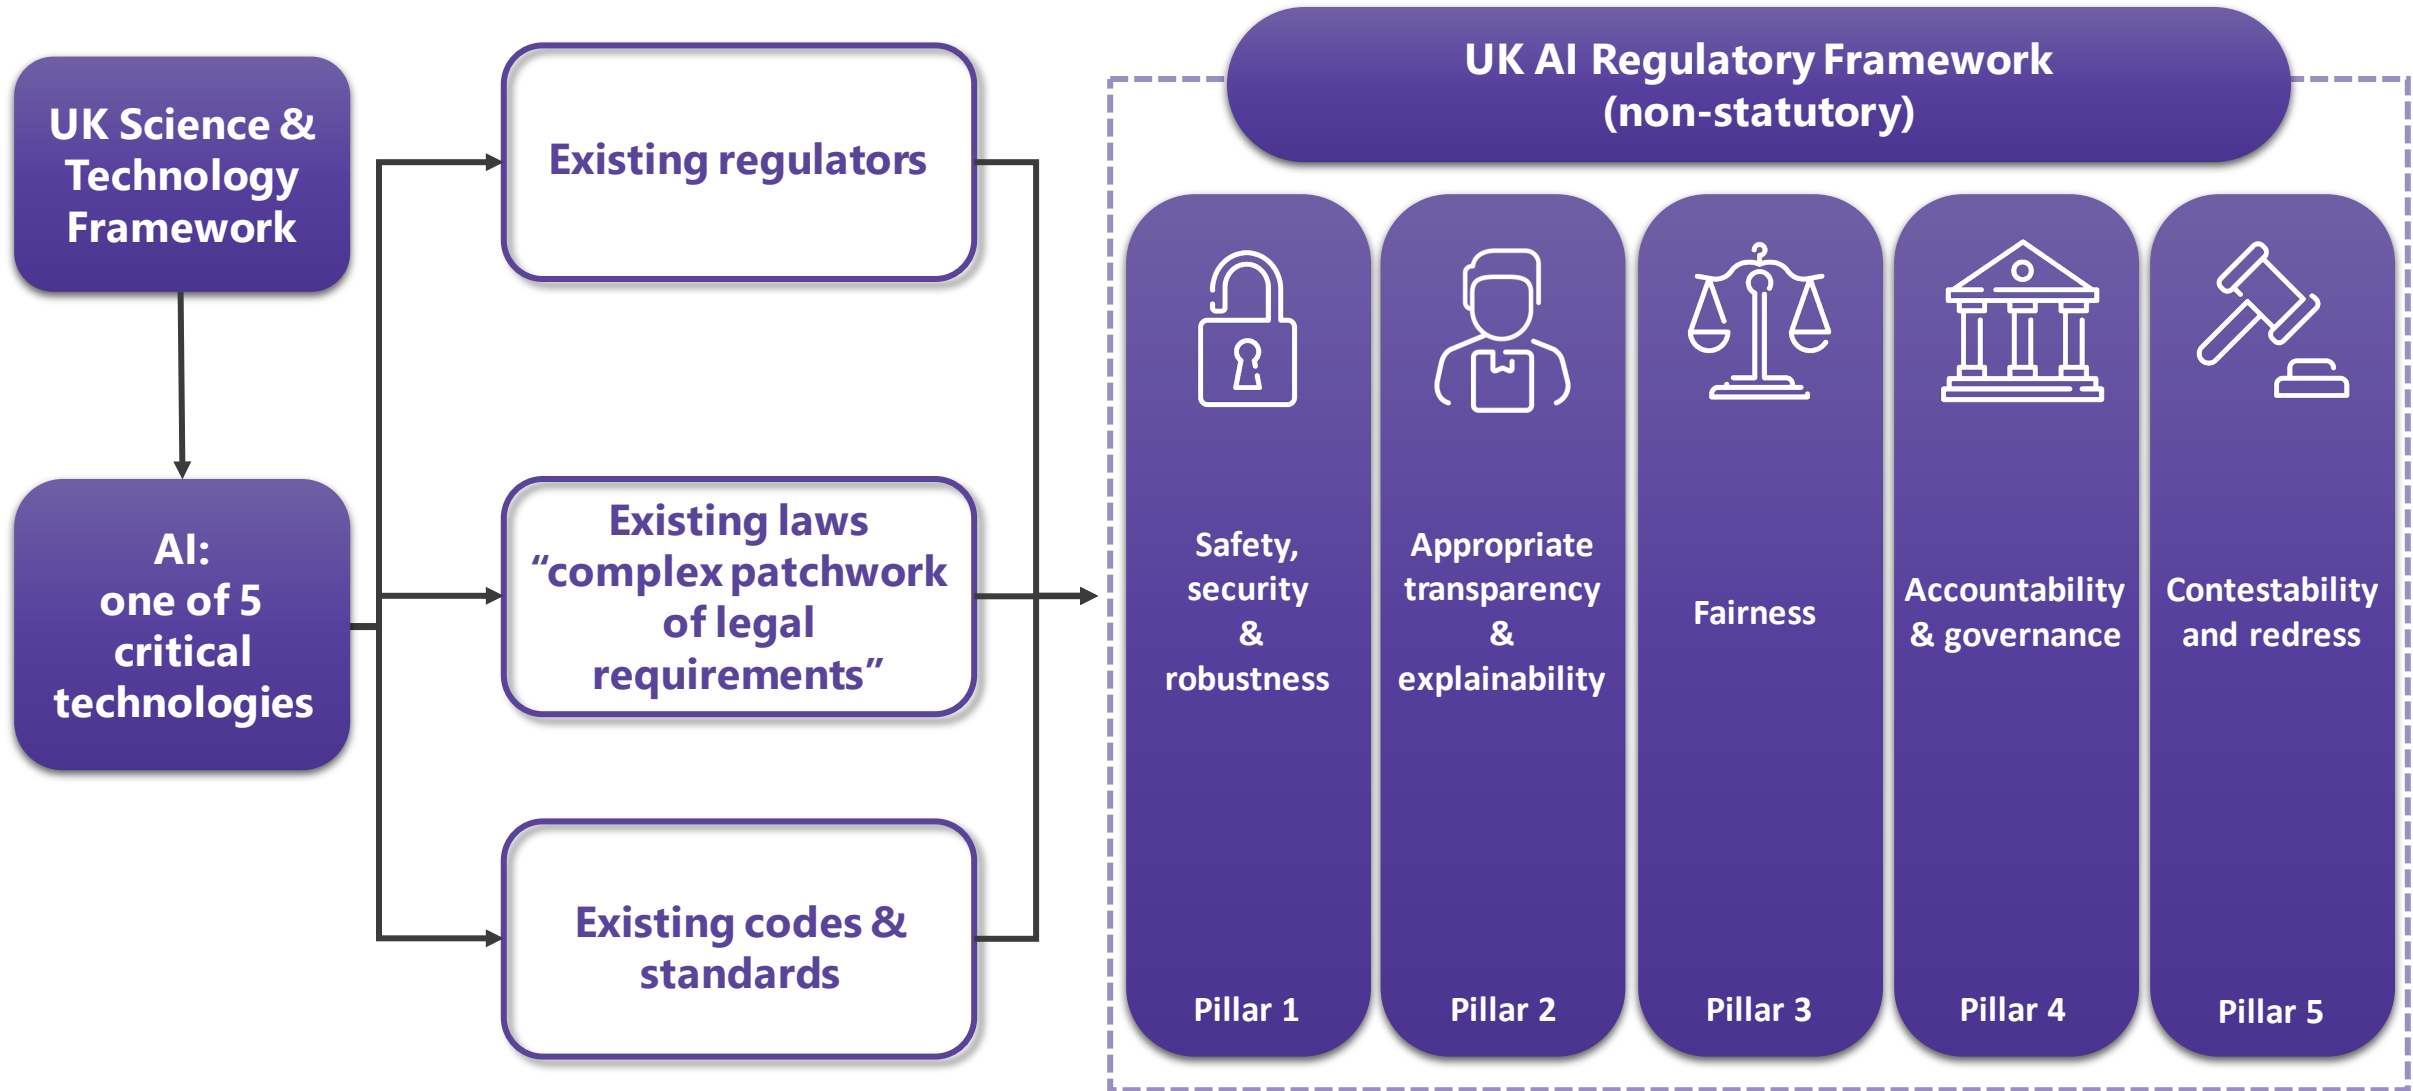 UK Science &
Technology
Framework
AI:
one of 5
critical
technologies
Existing regulators
Existing laws
“complex patchwork
of legal
requirements”
Existing codes &
standards
UK AI Regulatory Framework
(non-statutory)
Safety,
security
&
robustness
Pillar 1
Appropriate
transparency
&
explainability
Pillar 2
Fairness
Pillar 3
Accountability
& governance
Pillar 4
Contestability
and redress
Pillar 5